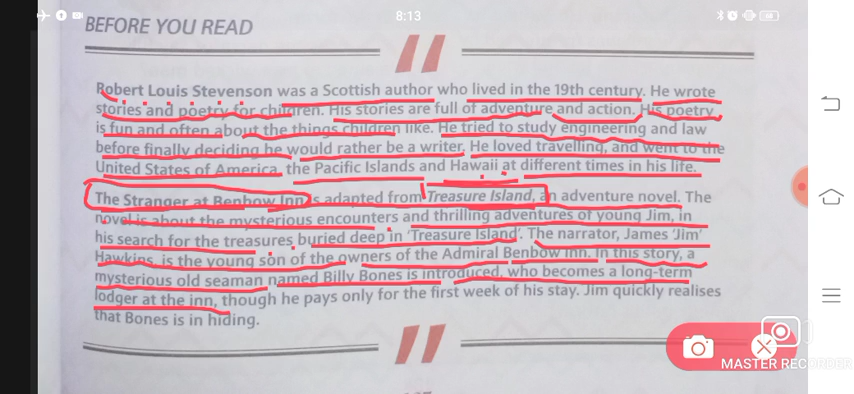 8:13
BEFORE YOU READ
Robert Louis Stevenson was a Scottish author who lived in the 19th century. He wrote
stories and poetry for children. His stories are full of adventure and action. His poetry
is fun and often about the things children like. He tried to study engineering and law
before finally deciding he would rather be a writer. He loved travelling, and went to the
United States of America, the Pacific Islands and Hawaii at different times in his life.
The Stranger at Benbow Inn is adapted from Treasure Island, an adventure novel. The
novel is about the mysterious encounters and thrilling adventures of young Jim, in
his search for the treasures buried deep in 'Treasure Island'. The narrator, James 'Jim'
Hawkins, is the young son of the owners of the Admiral Benbow Inn. In this story, a
mysterious old seaman named Billy Bones is introduced, who becomes a long-term
lodger at the inn, though he pays only for the first week of his stay. Jim quickly realises
that Bones is in hiding.
MASTER RECORDER